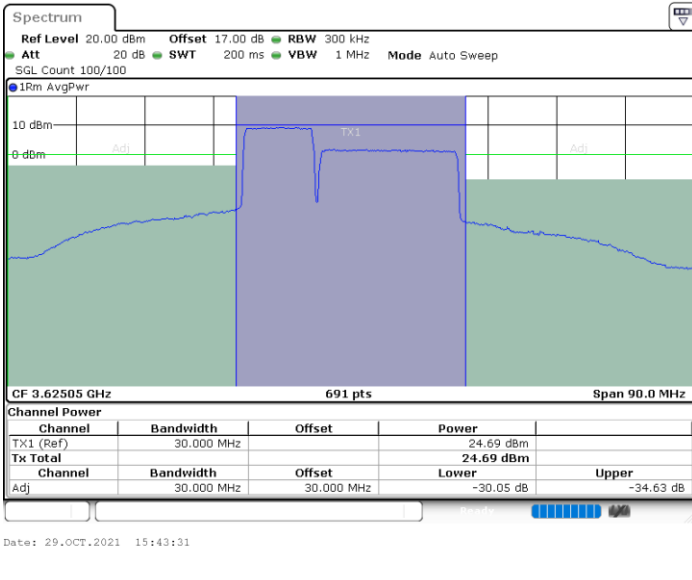 Spectrum
Ref Level 20.00 dBm Offset 17.00 dB RBW 300 kHz
Att 20 dB SWT 200 ms VBW 1 MHz Mode Auto Sweep
SGL Count 100/100
1Rm AvgPwr
10 dBm
TX1
0 dBm
Adj
Adj
CF 3.62505 GHz 691 pts Span 90.0 MHz
Channel Power
Channel Bandwidth Offset Power
TX1 (Ref) 30.000 MHz 24.69 dBm
Tx Total 24.69 dBm
Channel Bandwidth Offset Lower Upper
Adj 30.000 MHz 30.000 MHz -30.05 dB -34.63 dB
Ready
Date: 29.OCT.2021 15:43:31